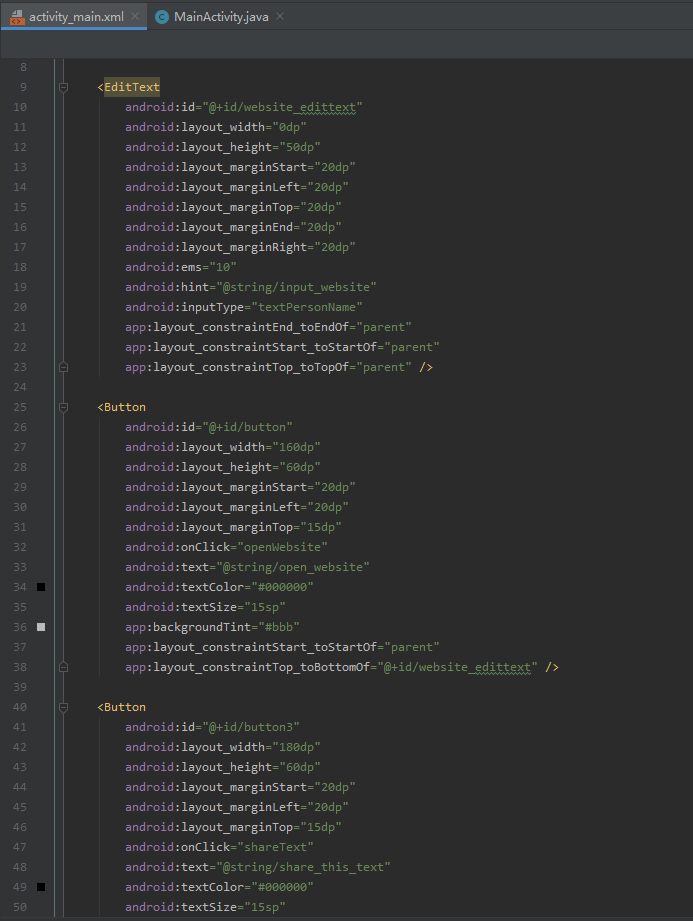 activity_main.xml
MainActivity.java
8
9 <EditText
10 android:id="@+id/website_edittext"
11 android:layout_width="0dp"
12 android:layout_height="50dp"
13 android:layout_marginStart="20dp"
14 android:layout_marginLeft="20dp"
15 android:layout_marginTop="20dp"
16 android:layout_marginEnd="20dp"
17 android:layout_marginRight="20dp"
18 android:ems="10"
19 android:hint="@string/input_website"
20 android:inputType="textPersonName"
21 app:layout_constraintEnd_toEndOf="parent"
22 app:layout_constraintStart_toStartOf="parent"
23 app:layout_constraintTop_toTopOf="parent" />
24
25 <Button
26 android:id="@+id/button"
27 android:layout_width="160dp"
28 android:layout_height="60dp"
29 android:layout_marginStart="20dp"
30 android:layout_marginLeft="20dp"
31 android:layout_marginTop="15dp"
32 android:onClick="openWebsite"
33 android:text="@string/open_website"
34 android:textColor="#000000"
35 android:textSize="15sp"
36 app:backgroundTint="#bbb"
37 app:layout_constraintStart_toStartOf="parent"
38 app:layout_constraintTop_toBottomOf="@+id/website_edittext" />
39
40 <Button
41 android:id="@+id/button3"
42 android:layout_width="180dp"
43 android:layout_height="60dp"
44 android:layout_marginStart="20dp"
45 android:layout_marginLeft="20dp"
46 android:layout_marginTop="15dp"
47 android:onClick="shareText"
48 android:text="@string/share_this_text"
49 android:textColor="#000000"
50 android:textSize="15sp"